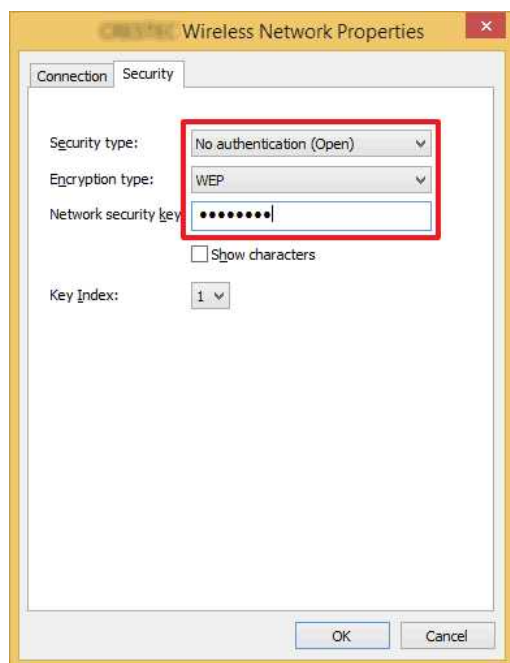 Wireless Network Properties
Connection Security
Security type: No authentication (Open)
Encryption type: WEP
Network security key ••••••••
Show characters
Key Index: 1
OK Cancel